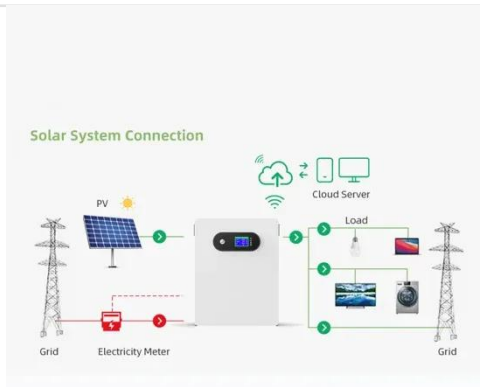 Solar System Connection
Cloud Server
PV
Load
Grid
Electricity Meter
Grid